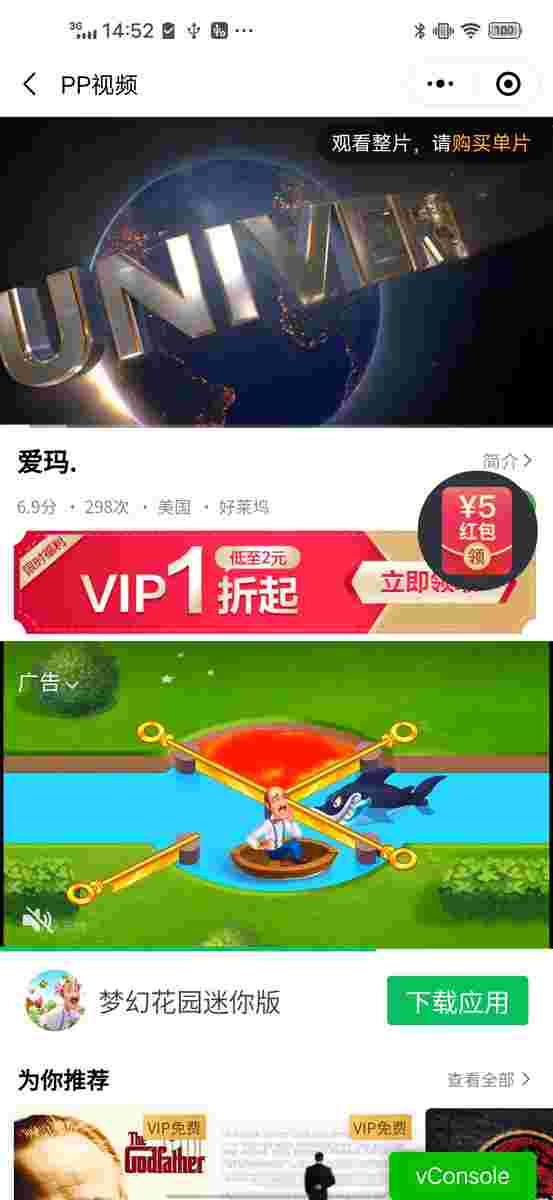 3G 14:52 100
PP视频
观看整片，请购买单片
UNIVER
爱玛.
简介
6.9分 · 298次 · 美国 · 好莱坞
¥5
红包
领
限时福利
VIP1折起
低至2元
立即领
广告
梦幻花园迷你版
下载应用
为你推荐
查看全部
VIP免费
VIP免费
The
Godfather
vConsole